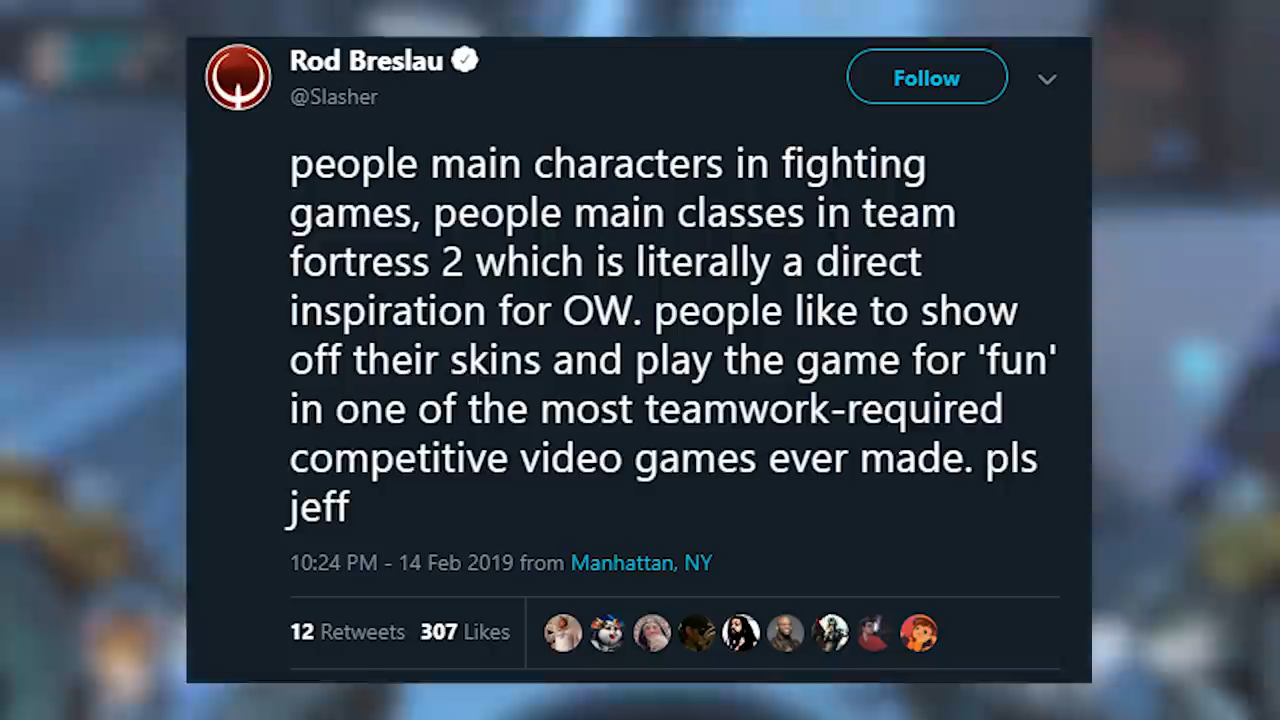 Rod Breslau
@Slasher
Follow
people main characters in fighting
games, people main classes in team
fortress 2 which is literally a direct
inspiration for OW. people like to show
off their skins and play the game for 'fun'
in one of the most teamwork-required
competitive video games ever made. pls
jeff
10:24 PM - 14 Feb 2019 from Manhattan, NY
12 Retweets 307 Likes